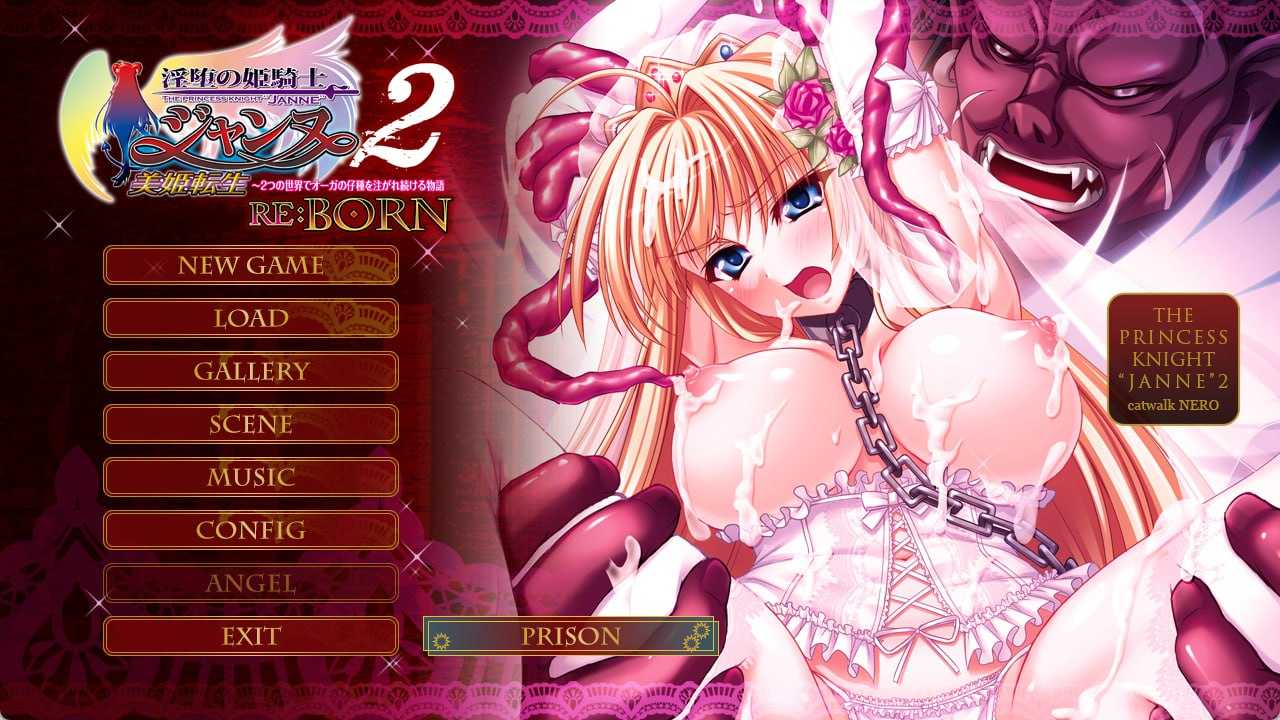 淫堕の姫騎士
THE PRINCESS KNIGHT "JANNE"
ジャンヌ2
美姫転生 ～2つの世界でオーガの仔種を注がれ続ける物語
RE:BORN
NEW GAME
LOAD
GALLERY
SCENE
MUSIC
CONFIG
ANGEL
EXIT
PRISON
THE
PRINCESS
KNIGHT
“JANNE”2
catwalk NERO